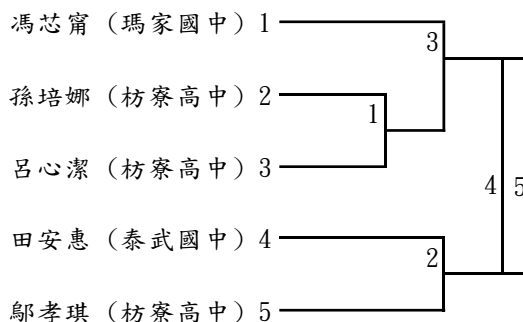 馮芯甯（瑪家國中）1
3
孫培娜（枋寮高中）2
1
呂心潔（枋寮高中）3
4 5
田安惠（泰武國中）4
2
鄔孝琪（枋寮高中）5